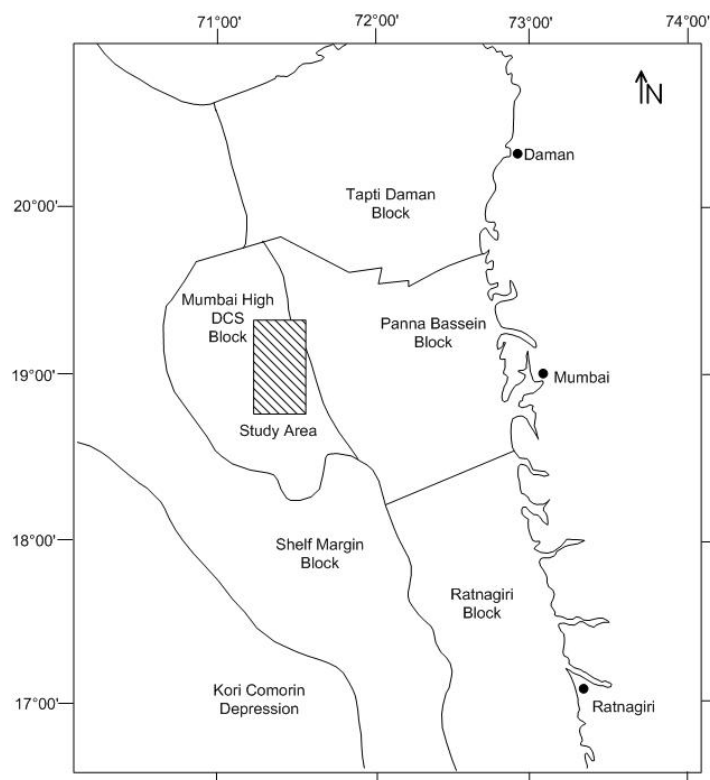 71°00' 72°00' 73°00' 74°00'
N
Daman
Tapti Daman
Block
20°00'
Mumbai High
DCS
Block
Panna Bassein
Block
19°00'
Mumbai
Study Area
18°00'
Shelf Margin
Block
Ratnagiri
Block
17°00'
Kori Comorin
Depression
Ratnagiri